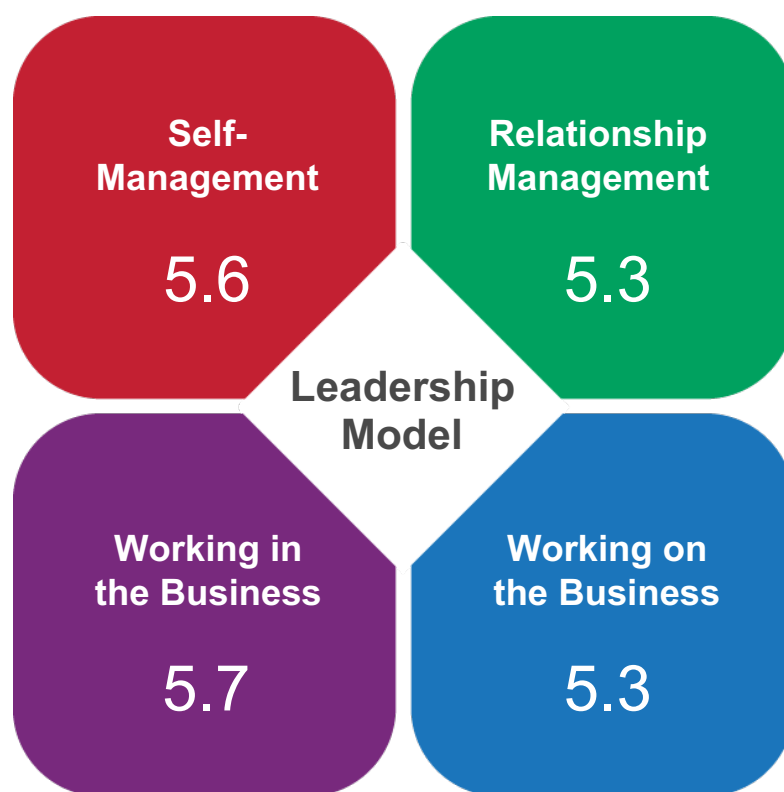 Self-
Management
5.6
Relationship
Management
5.3
Leadership
Model
Working in
the Business
5.7
Working on
the Business
5.3